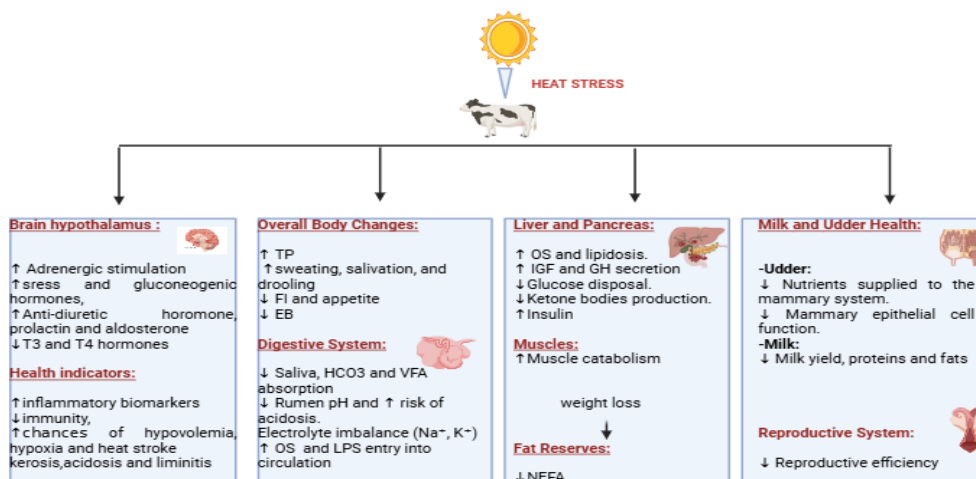 HEAT STRESS
Brain hypothalamus :
↑ Adrenergic stimulation
↑sress and gluconeogenic
hormones,
↑Anti-diuretic horomone,
prolactin and aldosterone
↓T3 and T4 hormones
Health indicators:
↑inflammatory biomarkers
↓immunity,
↑chances of hypovolemia,
hypoxia and heat stroke
kerosis,acidosis and liminitis
Overall Body Changes:
↑ TP
↑sweating, salivation, and
drooling
↓ FI and appetite
↓ EB
Digestive System:
↓ Saliva, HCO3 and VFA
absorption
↓ Rumen pH and ↑ risk of
acidosis.
Electrolyte imbalance (Na⁺, K⁺)
↑ OS and LPS entry into
circulation
Liver and Pancreas:
↑ OS and lipidosis.
↑ IGF and GH secretion
↓Glucose disposal.
↓Ketone bodies production.
↑Insulin
Muscles:
↑Muscle catabolism
weight loss
Fat Reserves:
↓NEFA
Milk and Udder Health:
-Udder:
↓ Nutrients supplied to the
mammary system.
↓ Mammary epithelial cell
function.
-Milk:
↓ Milk yield, proteins and fats
Reproductive System:
↓ Reproductive efficiency